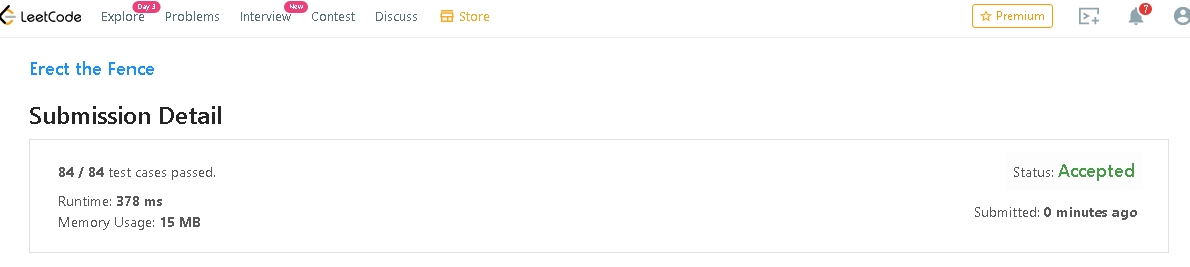 Day 3 New
LeetCode Explore Problems Interview Contest Discuss Store Premium 7
Erect the Fence
Submission Detail
84 / 84 test cases passed. Status: Accepted
Runtime: 378 ms
Memory Usage: 15 MB Submitted: 0 minutes ago